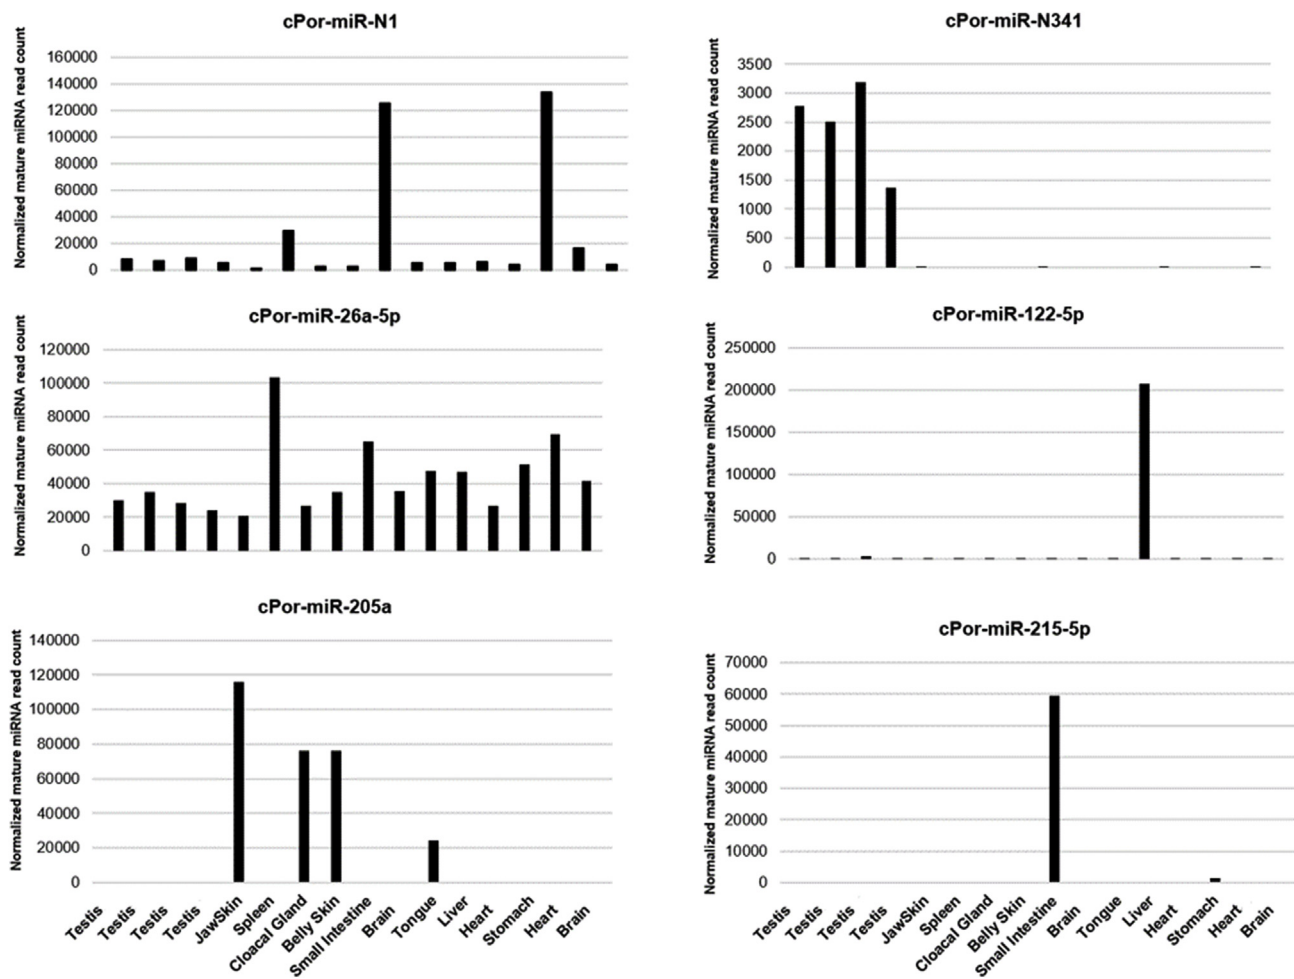 cPor-miR-N1
Normalized mature miRNA read count
160000
140000
120000
100000
80000
60000
40000
20000
0
cPor-miR-N341
Normalized mature miRNA read count
3500
3000
2500
2000
1500
1000
500
0
cPor-miR-26a-5p
Normalized mature miRNA read count
120000
100000
80000
60000
40000
20000
0
cPor-miR-122-5p
Normalized mature miRNA read count
250000
200000
150000
100000
50000
0
cPor-miR-205a
Normalized mature miRNA read count
140000
120000
100000
80000
60000
40000
20000
0
Testis
Testis
Testis
Testis
JawSkin
Spleen
Cloacal Gland
Belly Skin
Small Intestine
Brain
Tongue
Liver
Heart
Stomach
Heart
Brain
cPor-miR-215-5p
Normalized mature miRNA read count
70000
60000
50000
40000
30000
20000
10000
0
Testis
Testis
Testis
Testis
JawSkin
Spleen
Cloacal Gland
Belly Skin
Small Intestine
Brain
Tongue
Liver
Heart
Stomach
Heart
Brain